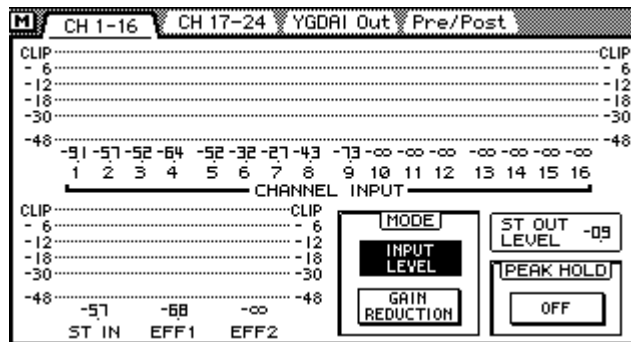 M CH 1-16 CH 17-24 YGDAI Out Pre/Post
CLIP CLIP
- 6 - 6
-12 -12
-18 -18
-30 -30
-48 -48
-91 -57 -52 -64 -52 -32 -27 -43 -73 -∞ -∞ -∞ -∞ -∞ -∞ -∞
1 2 3 4 5 6 7 8 9 10 11 12 13 14 15 16
CHANNEL INPUT
CLIP CLIP
- 6 - 6
-12 -12
-18 -18
-30 -30
-48 -48
-57 -68 -∞
ST IN EFF1 EFF2
MODE
INPUT
LEVEL
GAIN
REDUCTION
ST OUT
LEVEL -09
PEAK HOLD
OFF